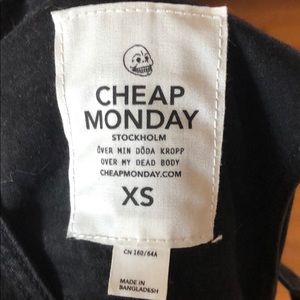 CHEAP
MONDAY
STOCKHOLM
ÖVER MIN DÖDA KROPP
OVER MY DEAD BODY
CHEAPMONDAY.COM
XS
CN 160/64A
MADE IN
BANGLADESH